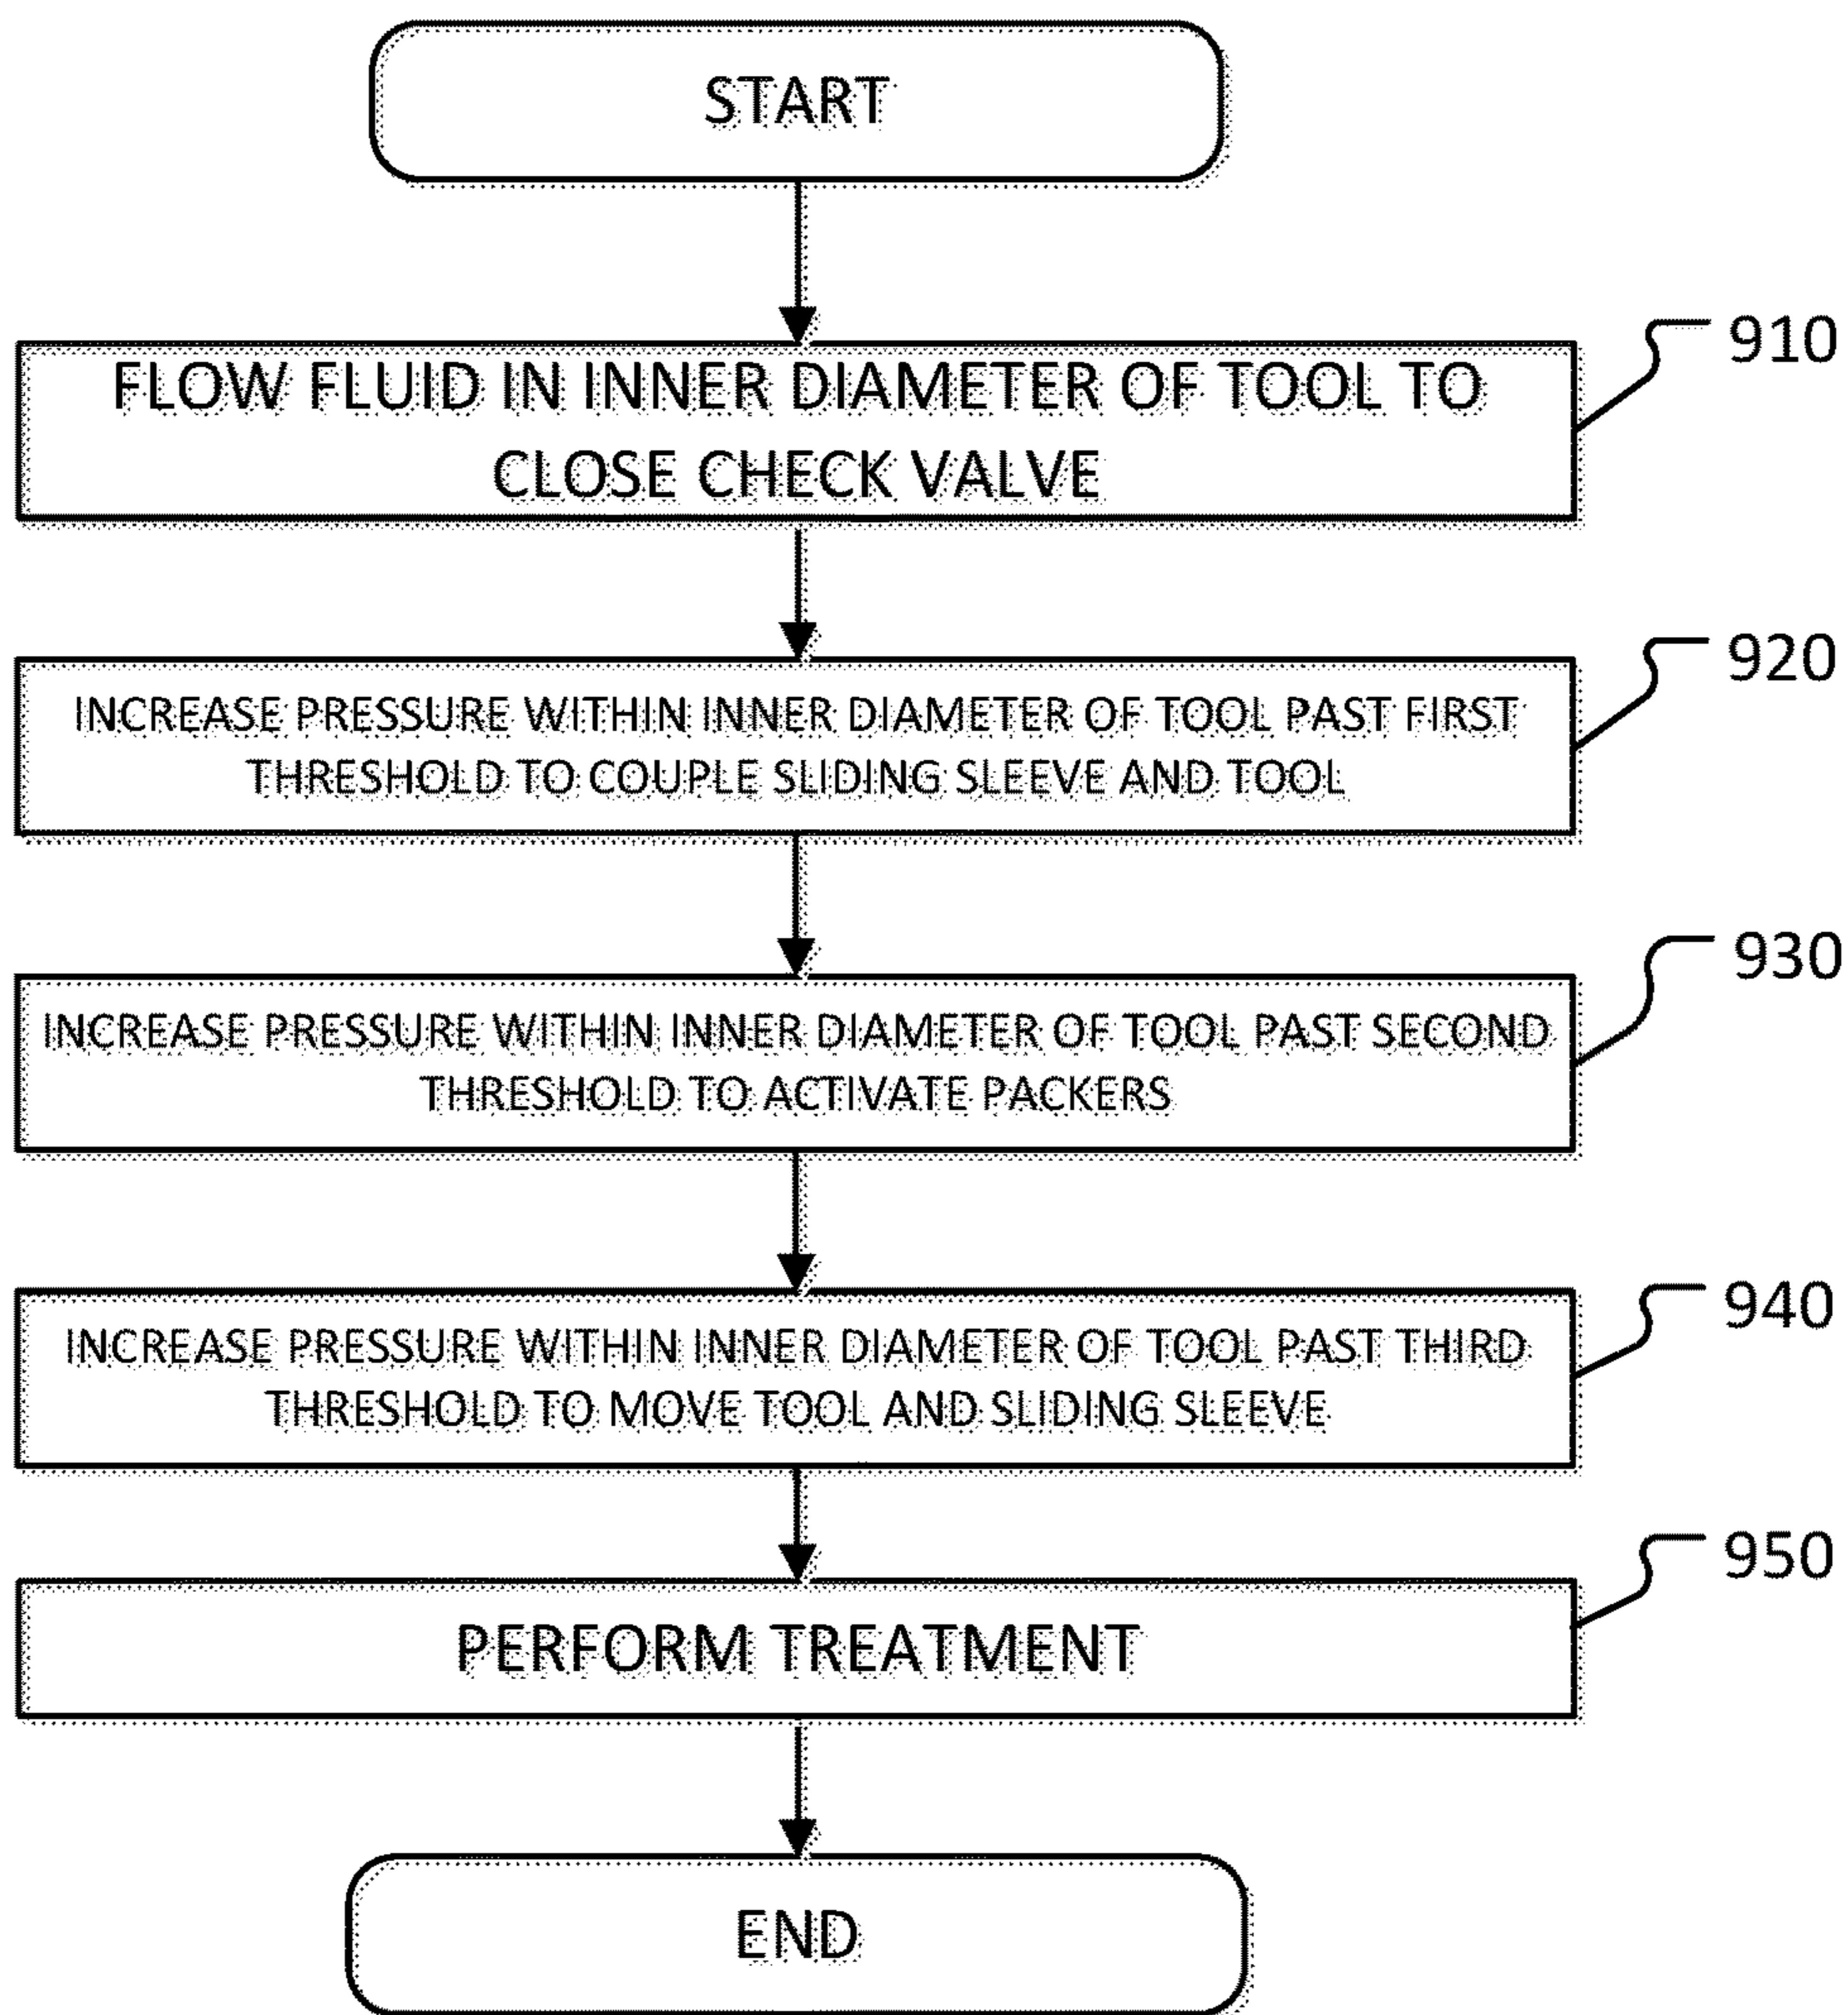 START
910
FLOW FLUID IN INNER DIAMETER OF TOOL TO
CLOSE CHECK VALVE
920
INCREASE PRESSURE WITHIN INNER DIAMETER OF TOOL PAST FIRST
THRESHOLD TO COUPLE SLIDING SLEEVE AND TOOL
930
INCREASE PRESSURE WITHIN INNER DIAMETER OF TOOL PAST SECOND
THRESHOLD TO ACTIVATE PACKERS
940
INCREASE PRESSURE WITHIN INNER DIAMETER OF TOOL PAST THIRD
THRESHOLD TO MOVE TOOL AND SLIDING SLEEVE
950
PERFORM TREATMENT
END